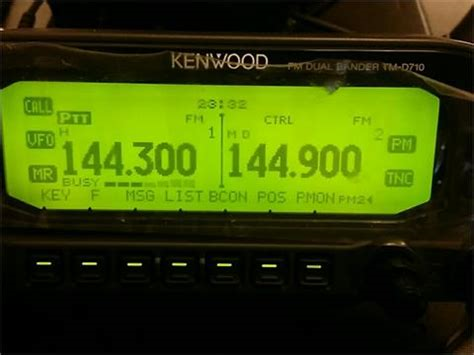 KENWOOD FM DUAL BANDER TM-D710
23:32
CALL PTT FM CTRL FM
H 1 M D 2
VFO 144.300 144.900 PM
MR BUSY TNC
KEY F MSG LIST BCON POS PMON PM24